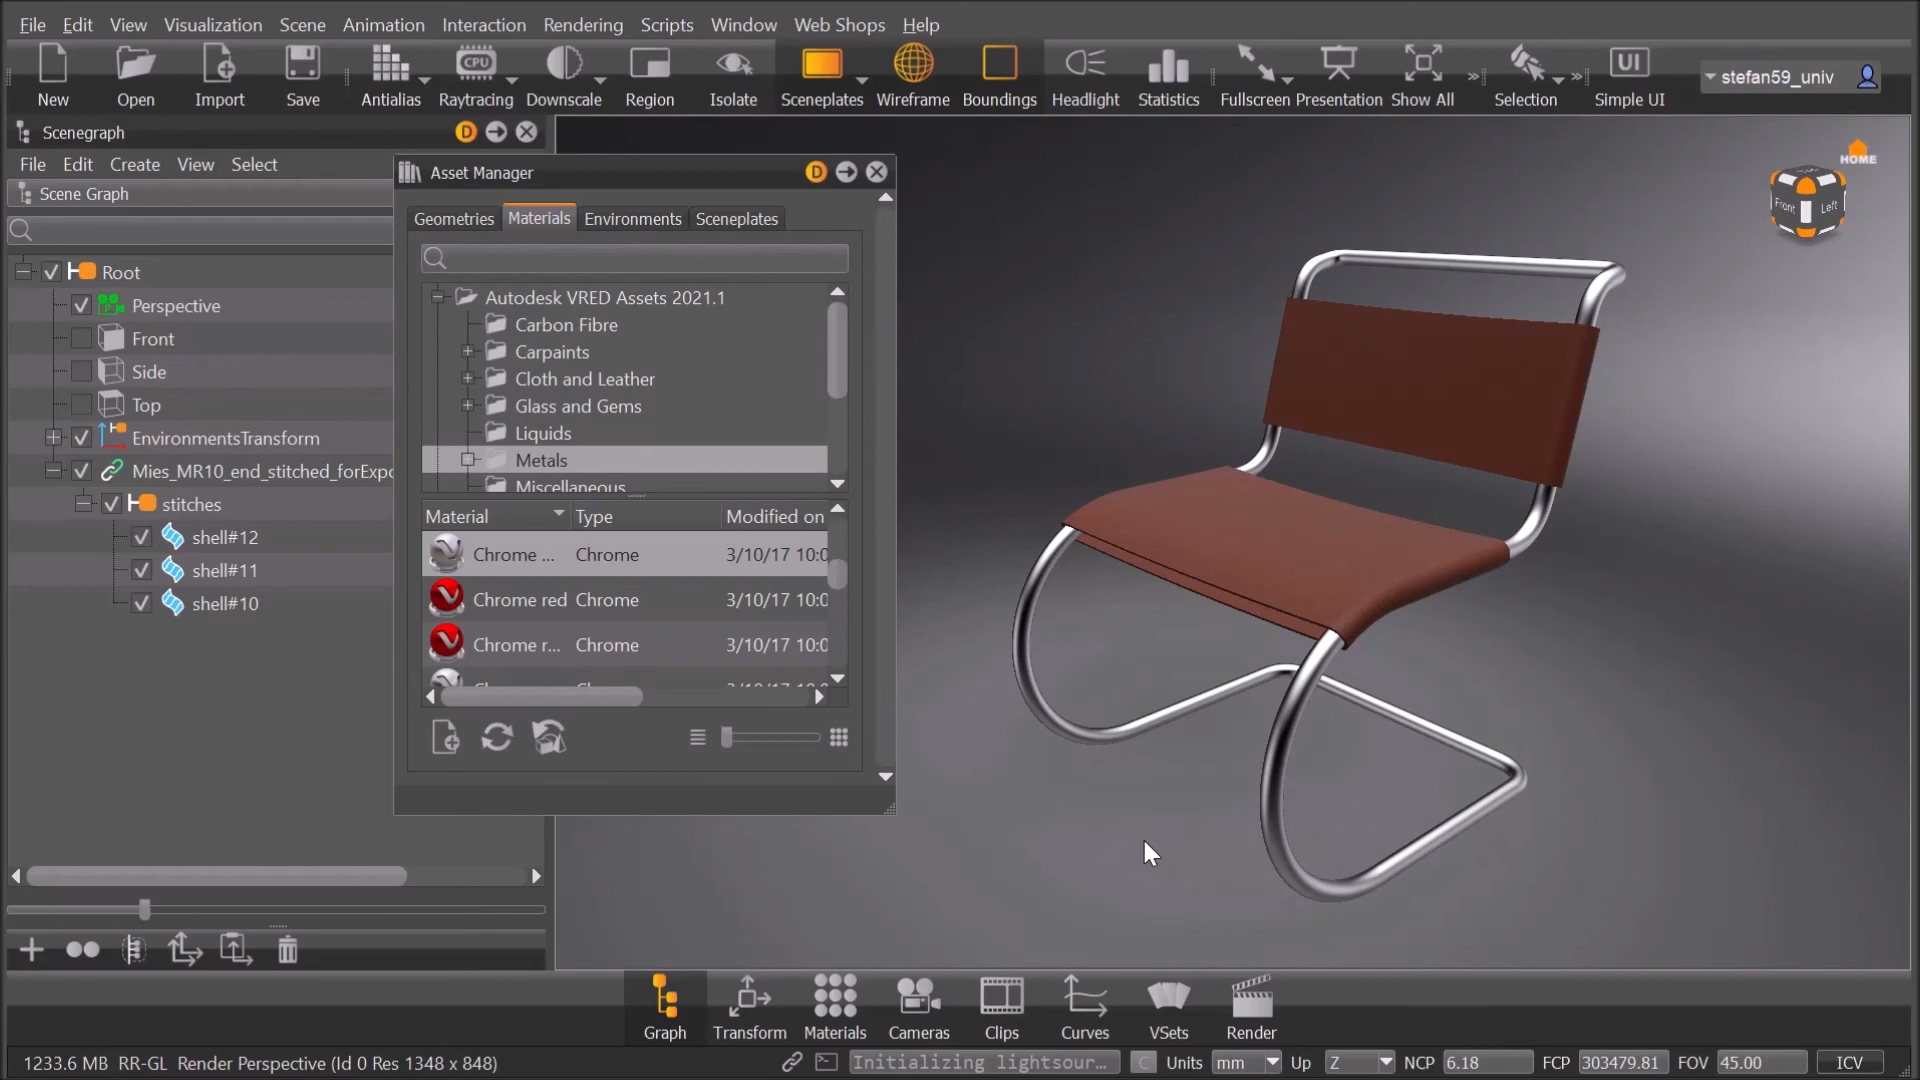 File Edit View Visualization Scene Animation Interaction Rendering Scripts Window Web Shops Help
CPU UI
stefan59_univ
New Open Import Save Antialias Raytracing Downscale Region Isolate Sceneplates Wireframe Boundings Headlight Statistics Fullscreen Presentation Show All Selection Simple UI
Scenegraph D
File Edit Create View Select
Scene Graph
Root
Perspective
Front
Side
Top
EnvironmentsTransform
Mies_MR10_end_stitched_forExpo
stitches
shell#12
shell#11
shell#10
Asset Manager D
Geometries Materials Environments Sceneplates
Autodesk VRED Assets 2021.1
Carbon Fibre
Carpaints
Cloth and Leather
Glass and Gems
Liquids
Metals
Miscellaneous
Material Type Modified on
Chrome ... Chrome 3/10/17 10:0
Chrome red Chrome 3/10/17 10:0
Chrome r... Chrome 3/10/17 10:0
HOME
Front Left
Graph Transform Materials Cameras Clips Curves VSets Render
1233.6 MB RR-GL Render Perspective (Id 0 Res 1348 x 848) Initializing lightsour... C Units mm Up Z NCP 6.18 FCP 303479.81 FOV 45.00 ICV